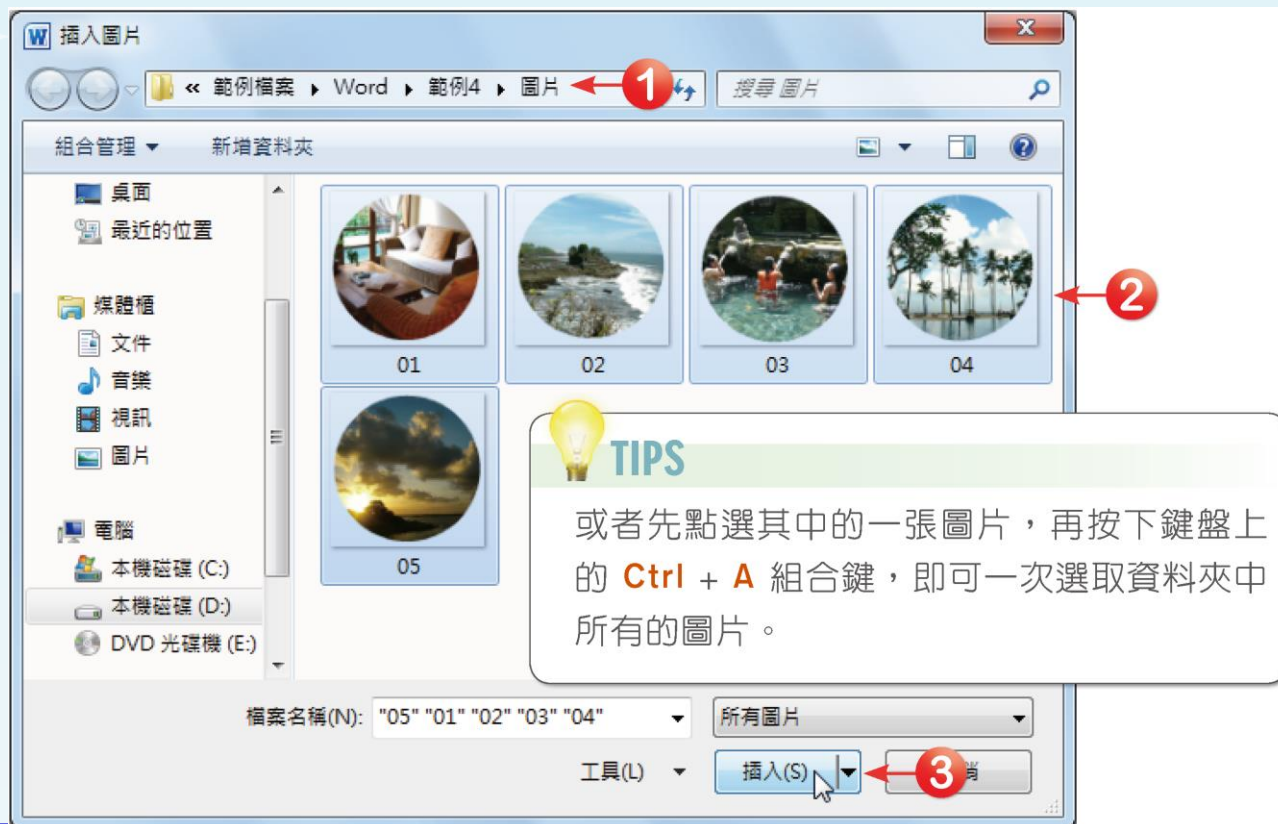 插入圖片
« 範例檔案 ▸ Word ▸ 範例4 ▸ 圖片
1
搜尋 圖片
組合管理
新增資料夾
桌面
最近的位置
媒體櫃
文件
音樂
視訊
圖片
電腦
本機磁碟 (C:)
本機磁碟 (D:)
DVD 光碟機 (E:)
01
02
03
04
2
05
TIPS
或者先點選其中的一張圖片，再按下鍵盤上
的 Ctrl + A 組合鍵，即可一次選取資料夾中
所有的圖片。
檔案名稱(N): "05" "01" "02" "03" "04"
所有圖片
工具(L)
插入(S)
3
消